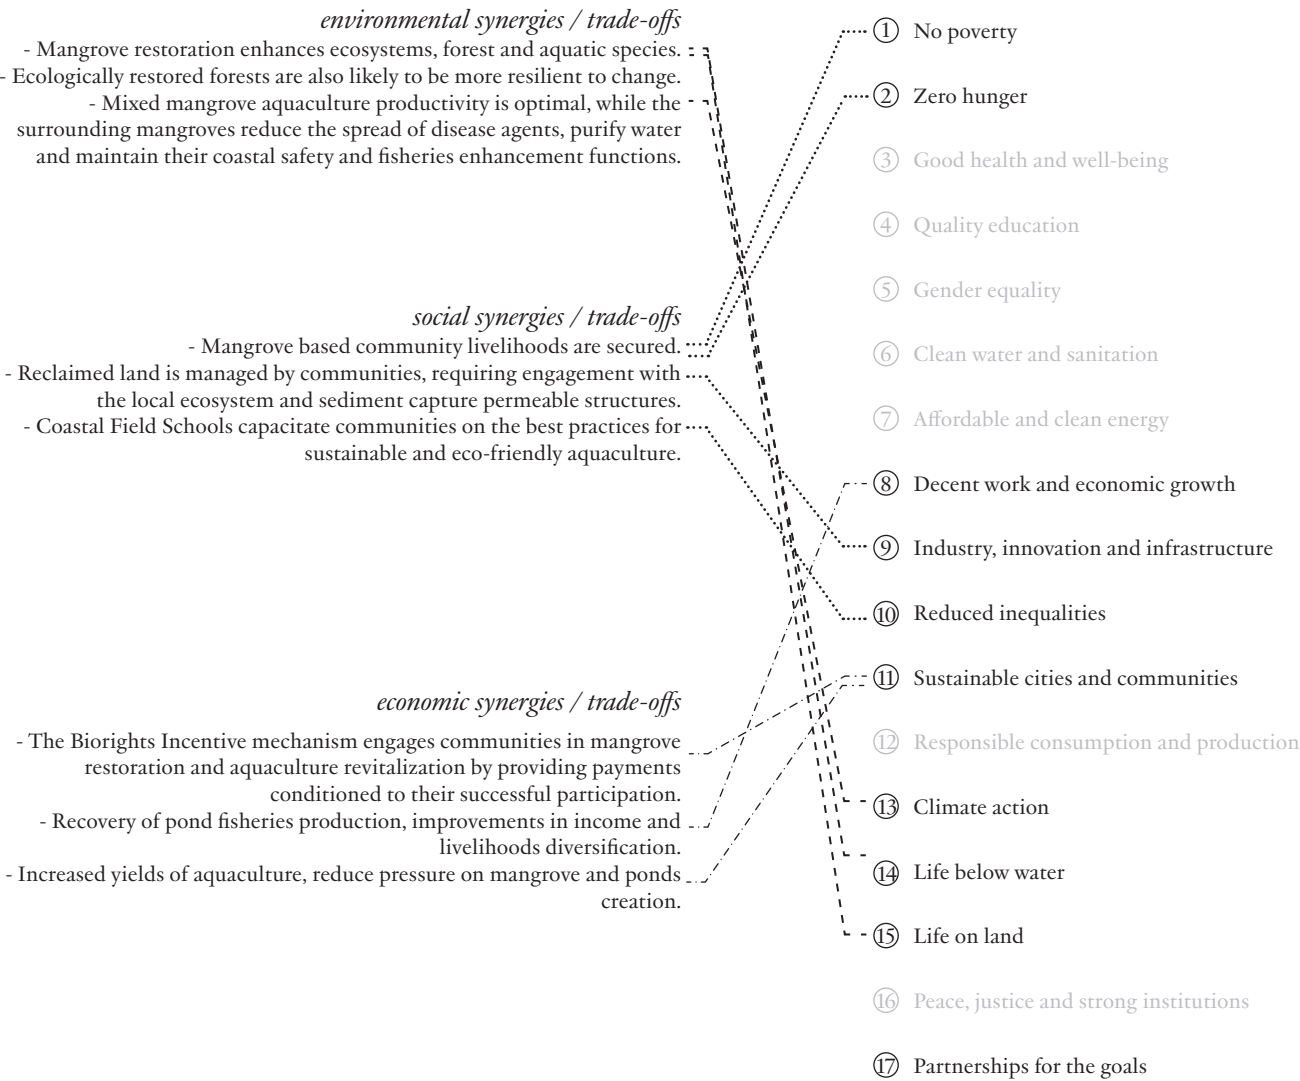 environmental synergies / trade-offs
- Mangrove restoration enhances ecosystems, forest and aquatic species.
- Ecologically restored forests are also likely to be more resilient to change.
- Mixed mangrove aquaculture productivity is optimal, while the
surrounding mangroves reduce the spread of disease agents, purify water
and maintain their coastal safety and fisheries enhancement functions.
social synergies / trade-offs
- Mangrove based community livelihoods are secured.
- Reclaimed land is managed by communities, requiring engagement with
the local ecosystem and sediment capture permeable structures.
- Coastal Field Schools capacitate communities on the best practices for
sustainable and eco-friendly aquaculture.
economic synergies / trade-offs
- The Biorights Incentive mechanism engages communities in mangrove
restoration and aquaculture revitalization by providing payments
conditioned to their successful participation.
- Recovery of pond fisheries production, improvements in income and
livelihoods diversification.
- Increased yields of aquaculture, reduce pressure on mangrove and ponds
creation.
1 No poverty
2 Zero hunger
3 Good health and well-being
4 Quality education
5 Gender equality
6 Clean water and sanitation
7 Affordable and clean energy
8 Decent work and economic growth
9 Industry, innovation and infrastructure
10 Reduced inequalities
11 Sustainable cities and communities
12 Responsible consumption and production
13 Climate action
14 Life below water
15 Life on land
16 Peace, justice and strong institutions
17 Partnerships for the goals